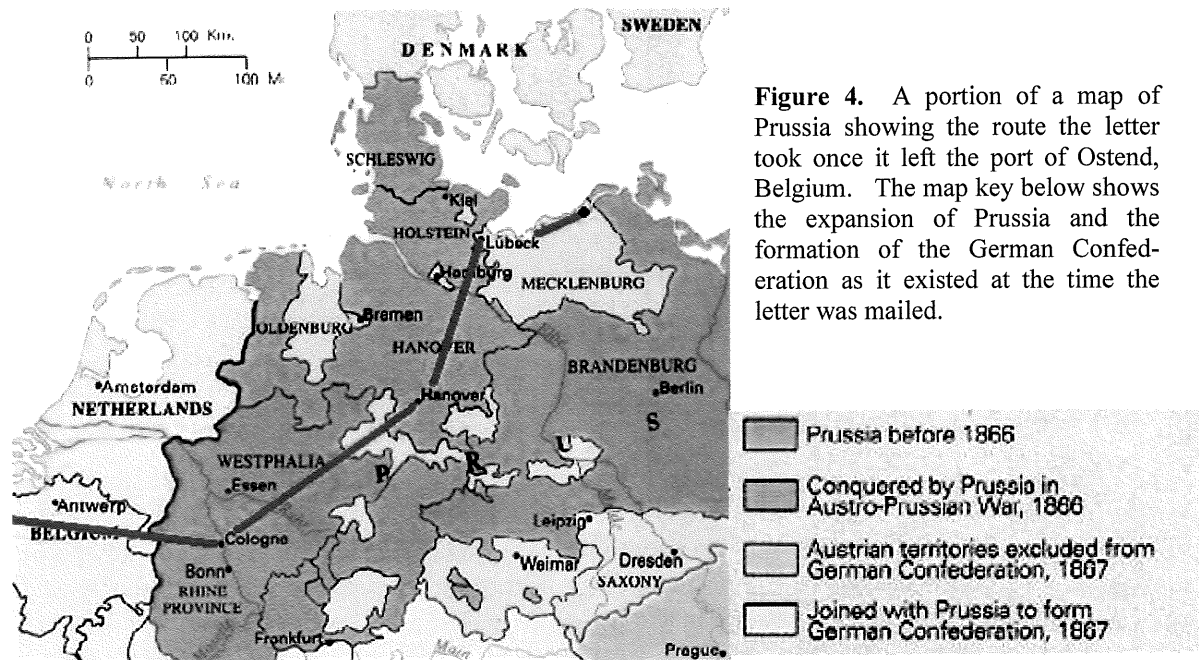 0 50 100 Km.
0 50 100 Mi
SWEDEN
DENMARK
North Sea
SCHLESWIG
Kiel
HOLSTEIN
Lübeck
Hamburg
MECKLENBURG
OLDENBURG
Bremen
HANOVER
Elbe
BRANDENBURG
Berlin
Amsterdam
NETHERLANDS
Hanover
P R U S
WESTPHALIA
Essen
Antwerp
BELGIUM
Cologne
Leipzig
Bonn
RHINE
PROVINCE
Weimar
Dresden
SAXONY
Frankfurt
Main
Prague
Figure 4. A portion of a map of
Prussia showing the route the letter
took once it left the port of Ostend,
Belgium. The map key below shows
the expansion of Prussia and the
formation of the German Confed-
eration as it existed at the time the
letter was mailed.
Prussia before 1866
Conquered by Prussia in
Austro-Prussian War, 1866
Austrian territories excluded from
German Confederation, 1867
Joined with Prussia to form
German Confederation, 1867